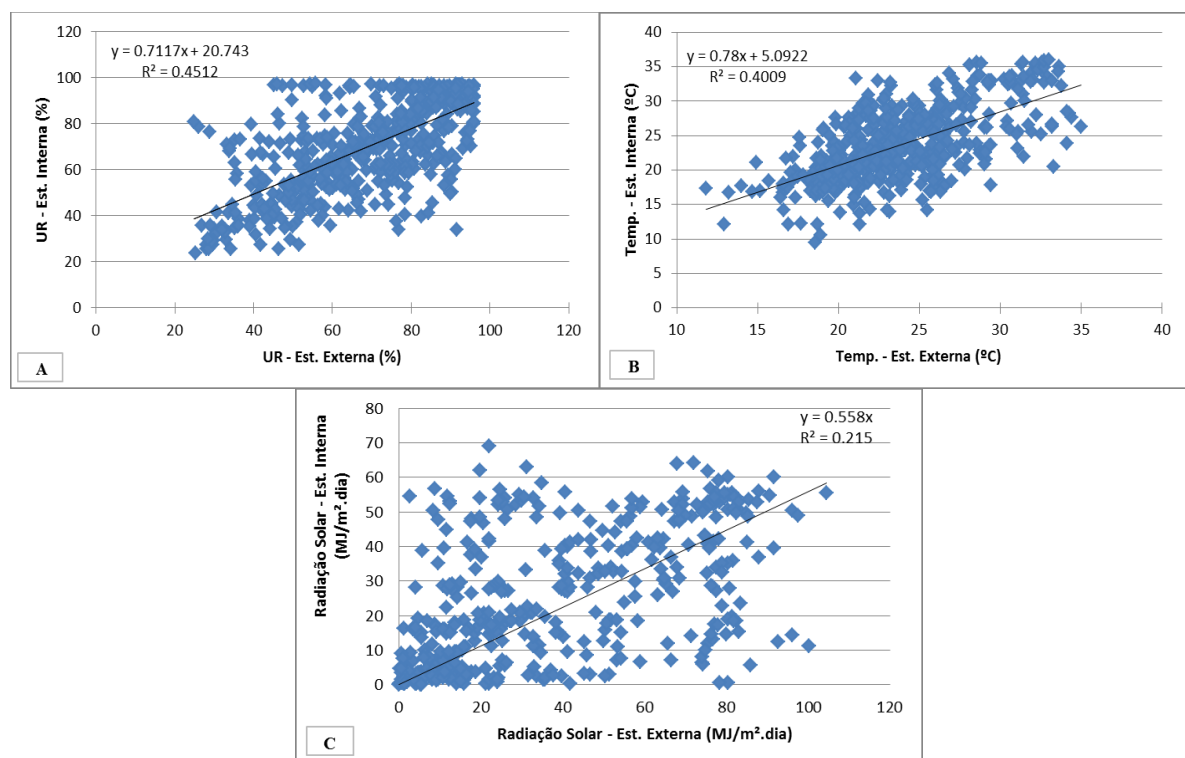 120
100
80
60
40
20
0
y = 0.7117x + 20.743
R² = 0.4512
UR - Est. Interna (%)
0
20
40
60
80
100
120
UR - Est. Externa (%)
A
40
35
30
25
20
15
10
5
0
y = 0.78x + 5.0922
R² = 0.4009
Temp. - Est. Interna (ºC)
10
15
20
25
30
35
40
Temp. - Est. Externa (ºC)
B
80
70
60
50
40
30
20
10
0
y = 0.558x
R² = 0.215
Radiação Solar - Est. Interna
(MJ/m².dia)
0
20
40
60
80
100
120
Radiação Solar - Est. Externa (MJ/m².dia)
C